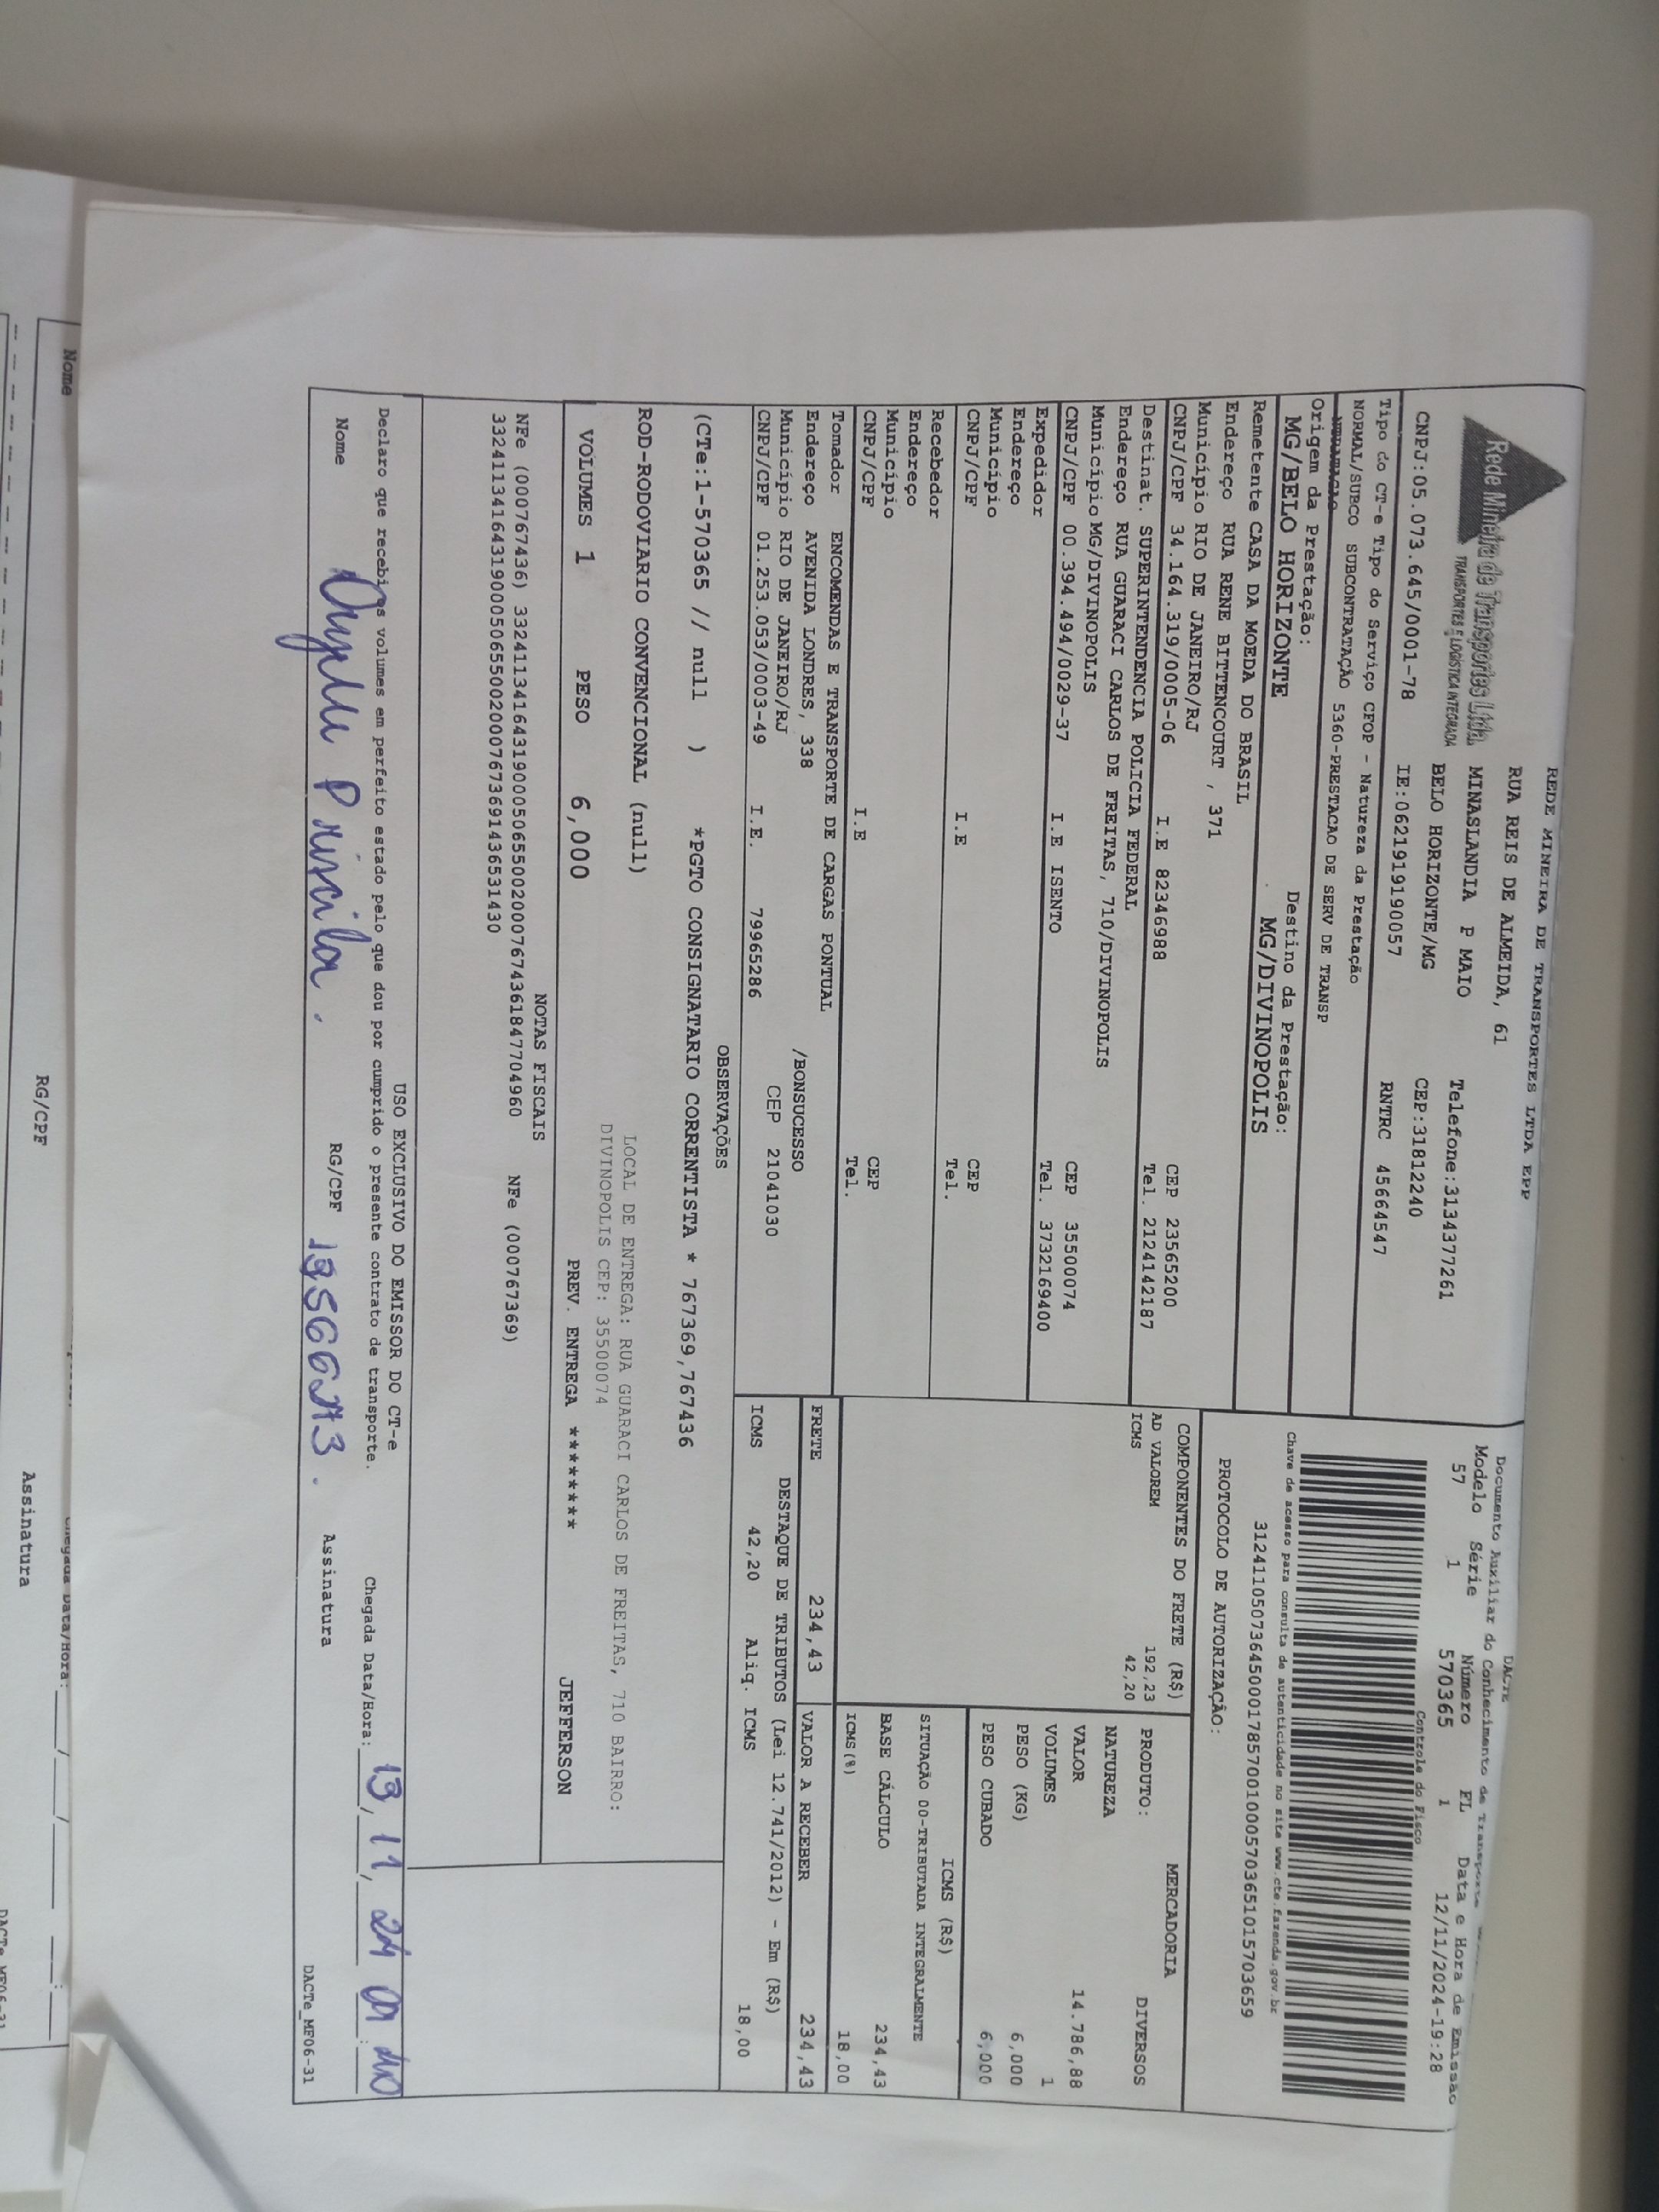 REDE MINEIRA DE TRANSPORTES LTDA EPP
Rede Mineira de Transportes Ltda.
TRANSPORTES E LOGÍSTICA INTEGRADA
RUA REIS DE ALMEIDA, 61
MINASLANDIA P MAIO Telefone:3134377261
BELO HORIZONTE/MG CEP:31812240
CNPJ:05.073.645/0001-78 IE:0621919190057 RNTRC 45664547
DACTE
Documento Auxiliar do Conhecimento de Transporte
Modelo Série Número FL Data e Hora de Emissão
57 1 570365 1 12/11/2024-19:28
Controle do Fisco
Tipo do CT-e Tipo do Serviço CFOP - Natureza da Prestação
NORMAL/SUBCO SUBCONTRATAÇÃO 5360-PRESTACAO DE SERV DE TRANSP
Origem da Prestação: Destino da Prestação:
MG/BELO HORIZONTE MG/DIVINOPOLIS
Chave de acesso para consulta de autenticidade no site www.cte.fazenda.gov.br
31241105073645000178570010005703651015703659
PROTOCOLO DE AUTORIZAÇÃO:
Remetente CASA DA MOEDA DO BRASIL
Endereço RUA RENE BITTENCOURT , 371
Município RIO DE JANEIRO/RJ CEP 23565200
CNPJ/CPF 34.164.319/0005-06 I.E 82346988 Tel. 2124142187
Destinat. SUPERINTENDENCIA POLICIA FEDERAL
Endereço RUA GUARACI CARLOS DE FREITAS, 710/DIVINOPOLIS
Município MG/DIVINOPOLIS CEP 35500074
CNPJ/CPF 00.394.494/0029-37 I.E ISENTO Tel. 3732169400
Expedidor
Endereço
Município CEP
CNPJ/CPF I.E Tel.
Recebedor
Endereço
Município CEP
CNPJ/CPF I.E Tel.
Tomador ENCOMENDAS E TRANSPORTE DE CARGAS PONTUAL
Endereço AVENIDA LONDRES, 338 /BONSUCESSO
Município RIO DE JANEIRO/RJ CEP 21041030
CNPJ/CPF 01.253.053/0003-49 I.E. 79965286
COMPONENTES DO FRETE (R$)
AD VALOREM 192,23
ICMS 42,20
MERCADORIA
PRODUTO: DIVERSOS
NATUREZA
VALOR 14.786,88
VOLUMES 1
PESO (KG) 6,000
PESO CUBADO 6,000
ICMS (R$)
SITUAÇÃO 00-TRIBUTADA INTEGRALMENTE
BASE CÁLCULO 234,43
ICMS(%) 18,00
FRETE 234,43 VALOR A RECEBER 234,43
DESTAQUE DE TRIBUTOS (Lei 12.741/2012) - Em (R$)
ICMS 42,20 Aliq. ICMS 18,00
OBSERVAÇÕES
(CTe:1-570365 // null ) *PGTO CONSIGNATARIO CORRENTISTA * 767369,767436
ROD-RODOVIARIO CONVENCIONAL (null)
LOCAL DE ENTREGA: RUA GUARACI CARLOS DE FREITAS, 710 BAIRRO:
DIVINOPOLIS CEP: 35500074
VOLUMES 1 PESO 6,000 PREV. ENTREGA ******** JEFFERSON
NOTAS FISCAIS
NFe (000767436) 33241134164319000506550020007674361847704960 NFe (000767369)
33241134164319000506550020007673691436531430
USO EXCLUSIVO DO EMISSOR DO CT-e
Declaro que recebi os volumes em perfeito estado pelo que dou por cumprido o presente contrato de transporte.
Chegada Data/Hora: 13/11/24
Nome Priscila. RG/CPF Assinatura
DACTe_MF06-31
Chegada Data/Hora: / / :
Nome RG/CPF Assinatura
DACTe_MF06-31